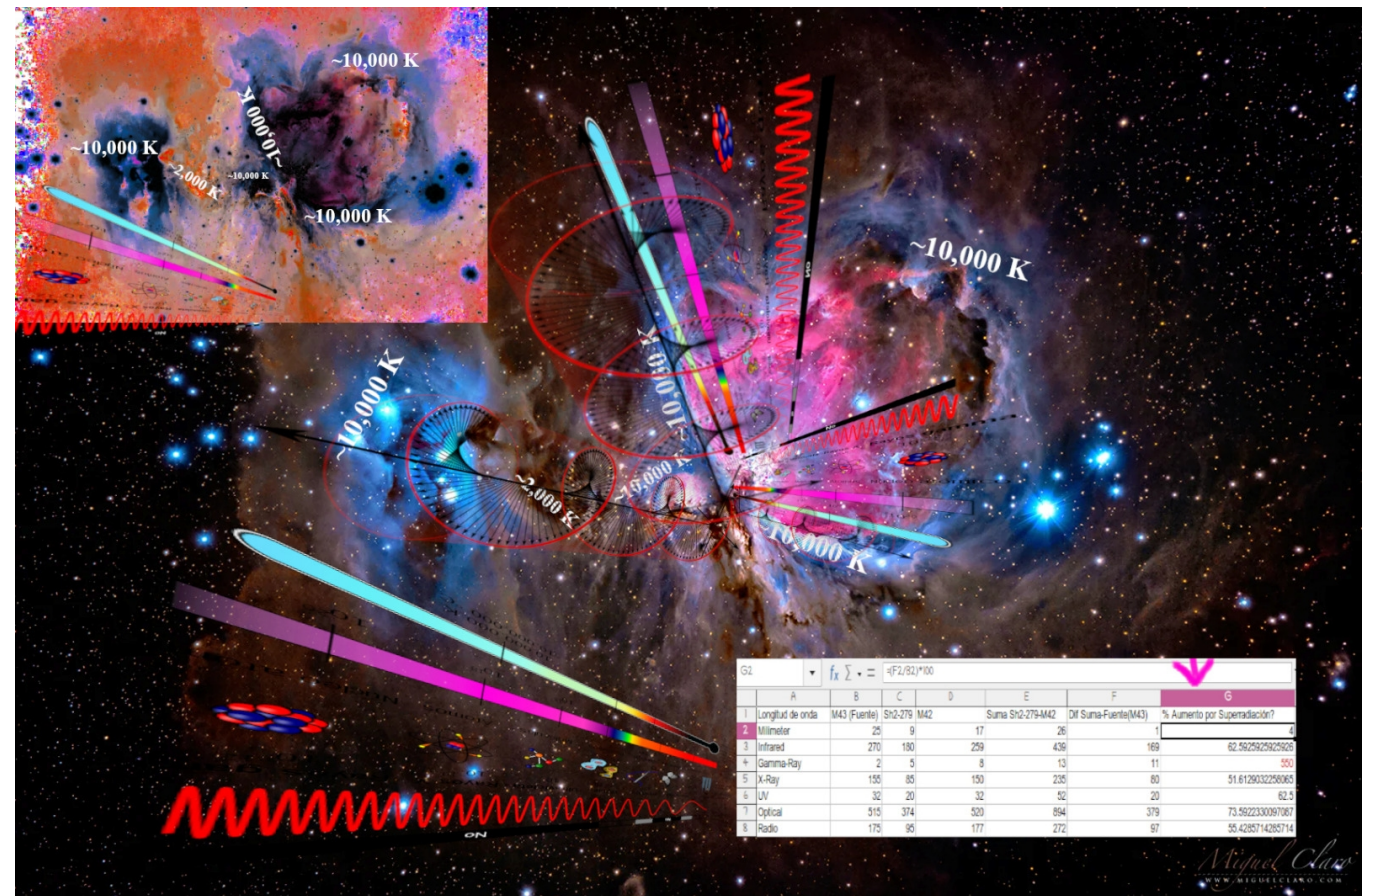 ~10,000 K
~10,000 K
~10,000 K
~2,000 K
~10,000 K
~10,000 K
~10,000 K
~10,000 K
~10,000 K
~2,000 K
~10,000 K
~10,000 K
NO
G2 =(F2/B2)*100
A B C D E F G
1 Longitud de onda M43 (Fuente) Sh2-279 M42 Suma Sh2-279-M42 Dif Suma-Fuente(M43) % Aumento por Superradiación?
2 Milimeter 25 9 17 26 1 4
3 Infrared 270 180 259 439 169 62.5925925925926
4 Gamma-Ray 2 5 8 13 11 550
5 X-Ray 155 85 150 235 80 51.6129032258065
6 UV 32 20 32 52 20 62.5
7 Optical 515 374 520 894 379 73.5922330097087
8 Radio 175 95 177 272 97 55.4285714285714
Miguel Claro
WWW.MIGUELCLARO.COM